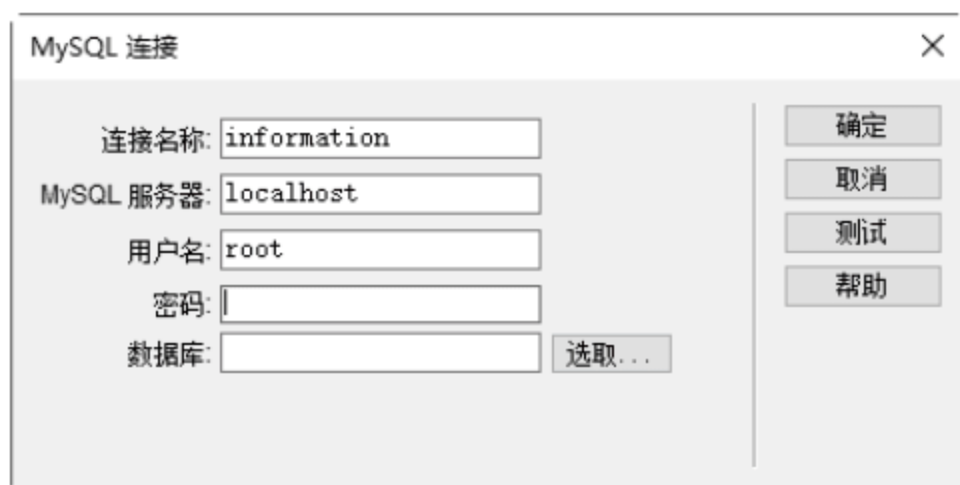 MySQL 连接
连接名称: information
MySQL 服务器: localhost
用户名: root
密码:
数据库: 选取...
确定
取消
测试
帮助